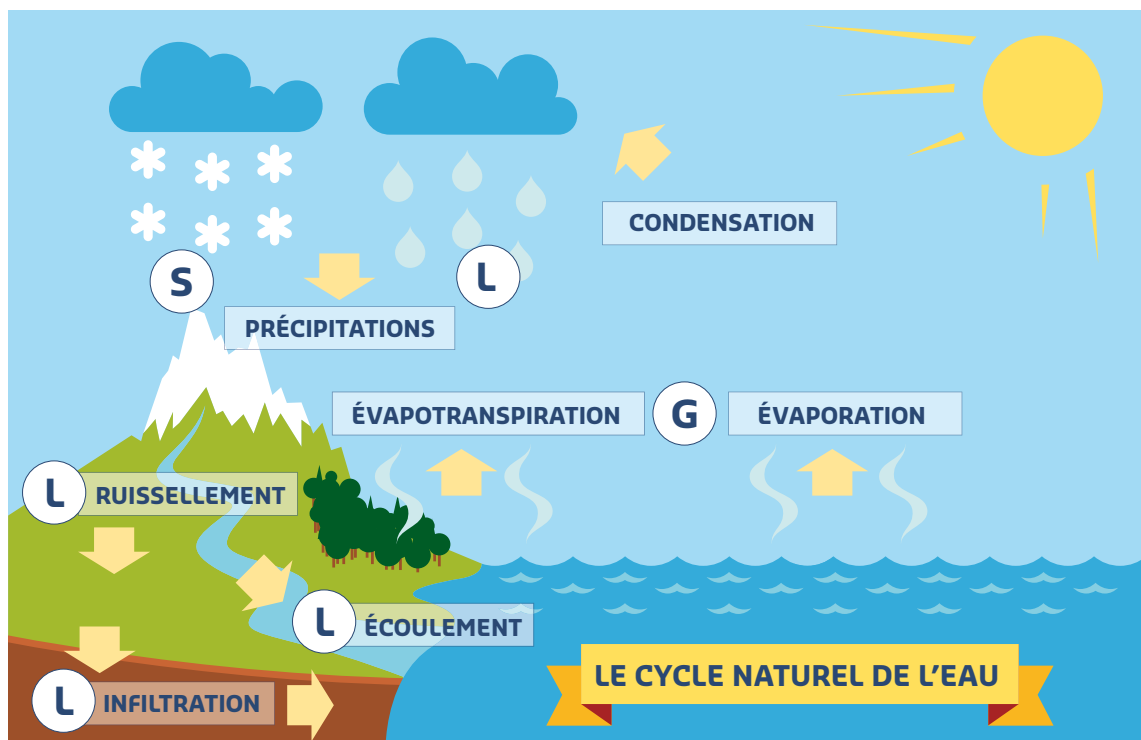 CONDENSATION
S
L
PRÉCIPITATIONS
ÉVAPOTRANSPIRATION
G
ÉVAPORATION
L
RUISSELLEMENT
L
ÉCOULEMENT
L
INFILTRATION
LE CYCLE NATUREL DE L'EAU